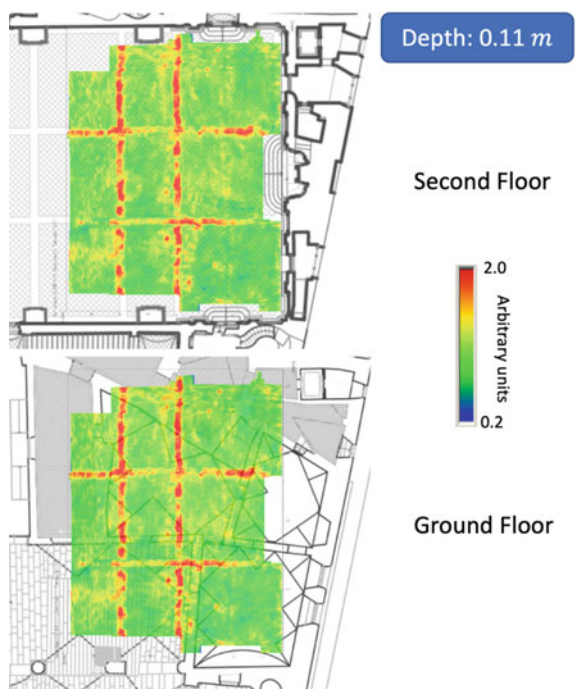 Depth: 0.11 m
Second Floor
2.0
Arbitrary units
0.2
Ground Floor